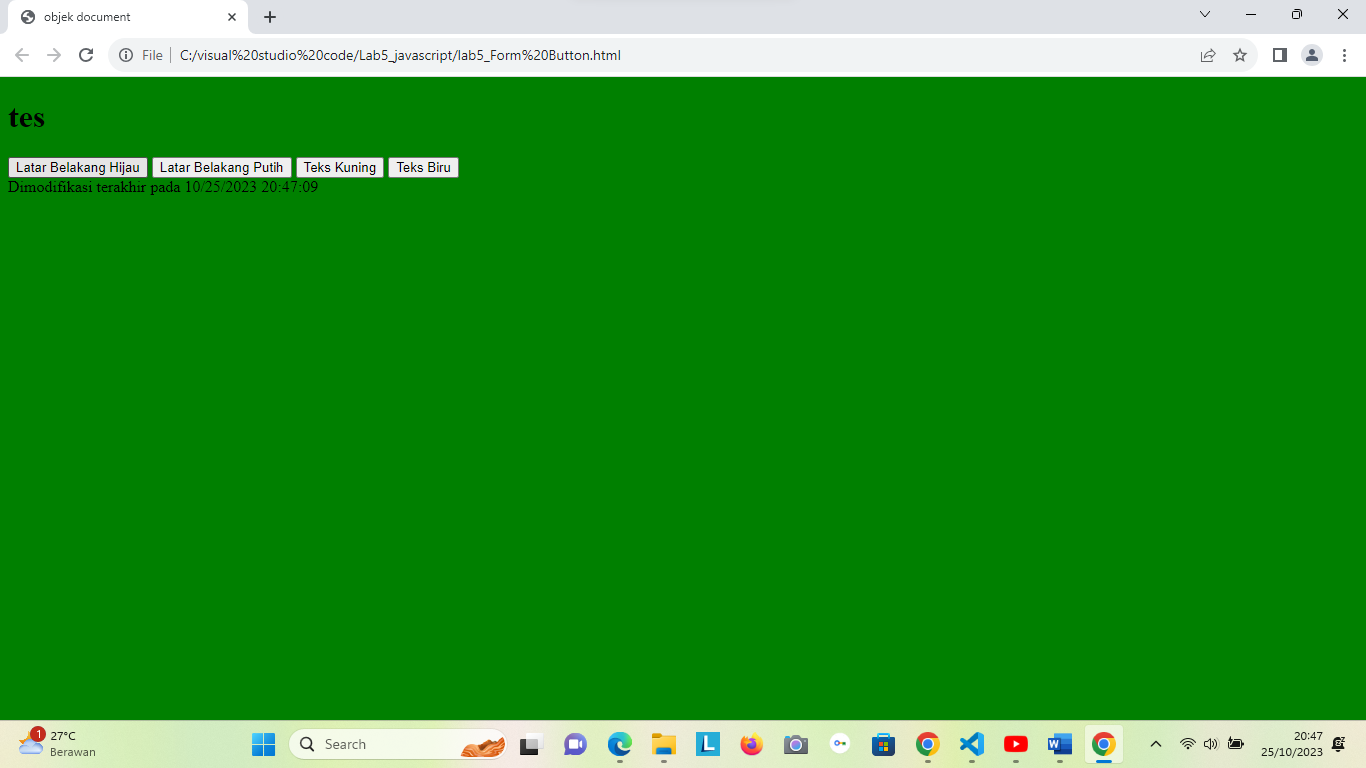 objek document
File
C:/visual%20studio%20code/Lab5_javascript/lab5_Form%20Button.html
tes
Latar Belakang Hijau Latar Belakang Putih Teks Kuning Teks Biru
Dimodifikasi terakhir pada 10/25/2023 20:47:09
1
27°C
Berawan
Search
L
W
20:47
25/10/2023